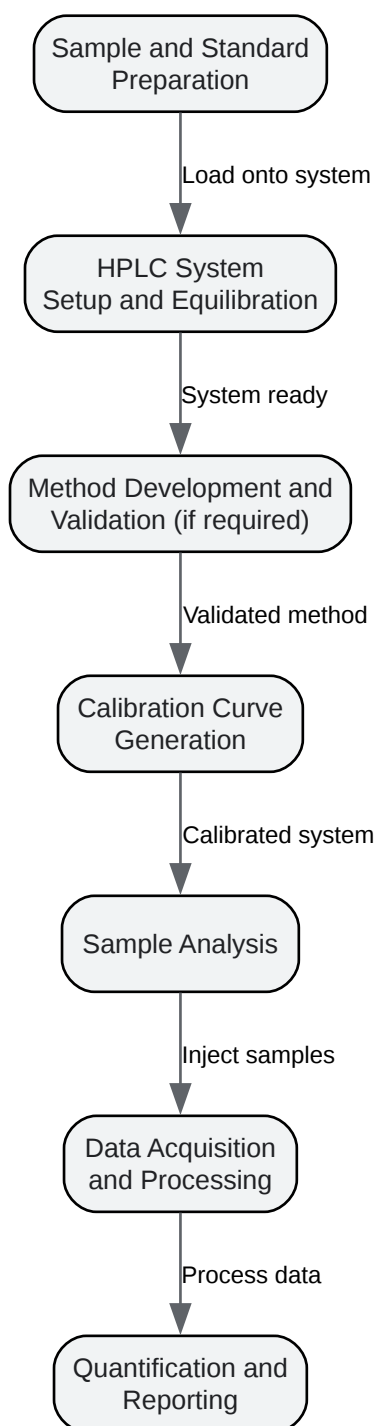 Sample and Standard
Preparation
Load onto system
HPLC System
Setup and Equilibration
System ready
Method Development and
Validation (if required)
Validated method
Calibration Curve
Generation
Calibrated system
Sample Analysis
Inject samples
Data Acquisition
and Processing
Process data
Quantification and
Reporting